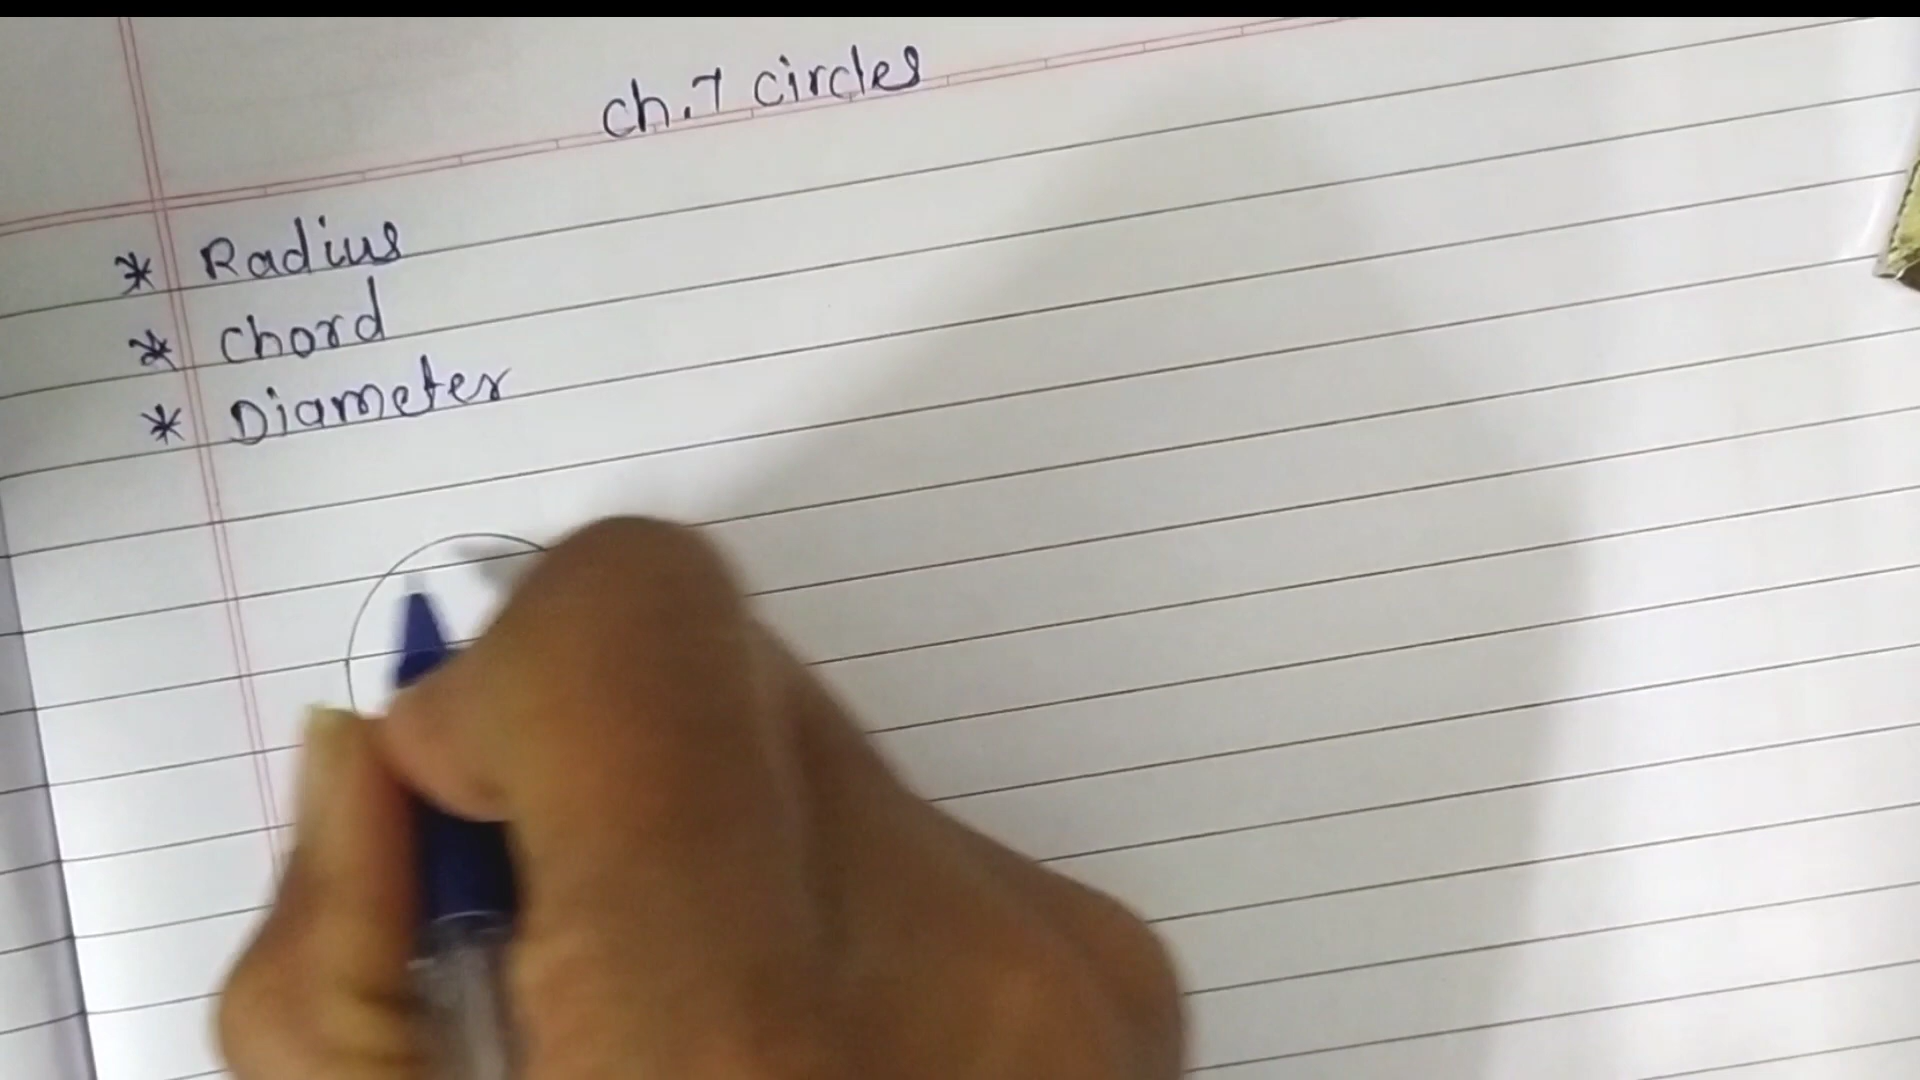 ch.7 circles
* Radius
* chord
* Diameter